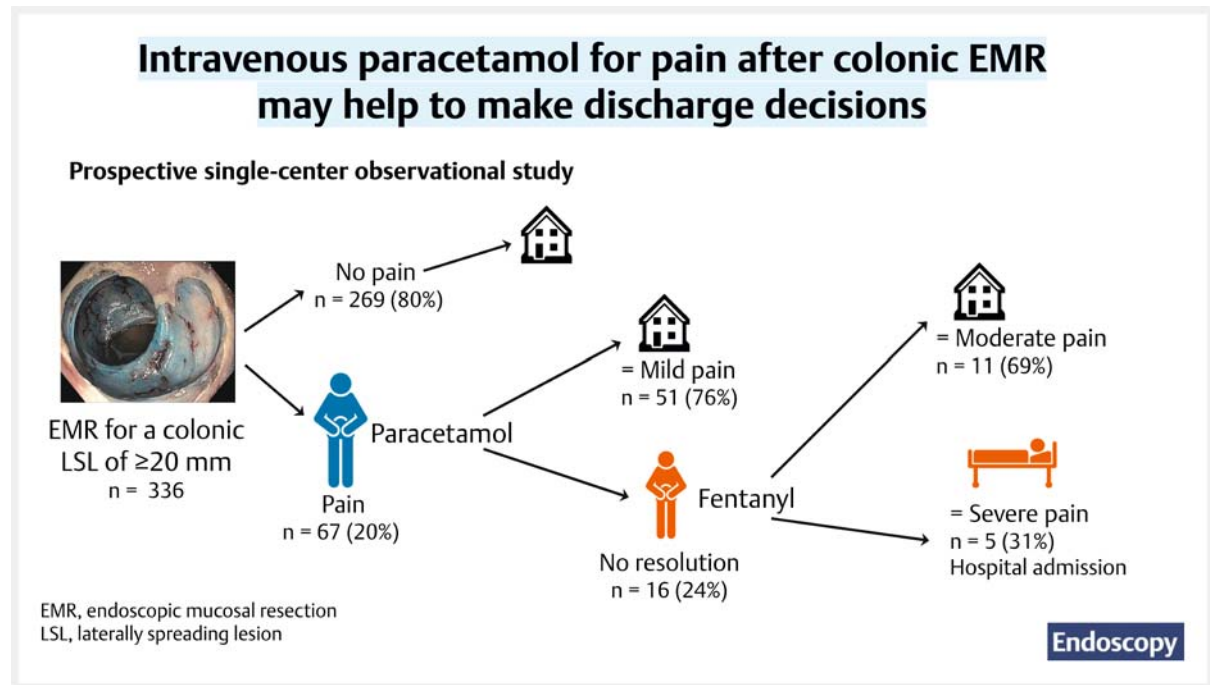 Intravenous paracetamol for pain after colonic EMR
may help to make discharge decisions
Prospective single-center observational study
EMR for a colonic
LSL of ≥20 mm
n = 336
No pain
n = 269 (80%)
Pain
n = 67 (20%)
Paracetamol
= Mild pain
n = 51 (76%)
No resolution
n = 16 (24%)
Fentanyl
= Moderate pain
n = 11 (69%)
= Severe pain
n = 5 (31%)
Hospital admission
EMR, endoscopic mucosal resection
LSL, laterally spreading lesion
Endoscopy